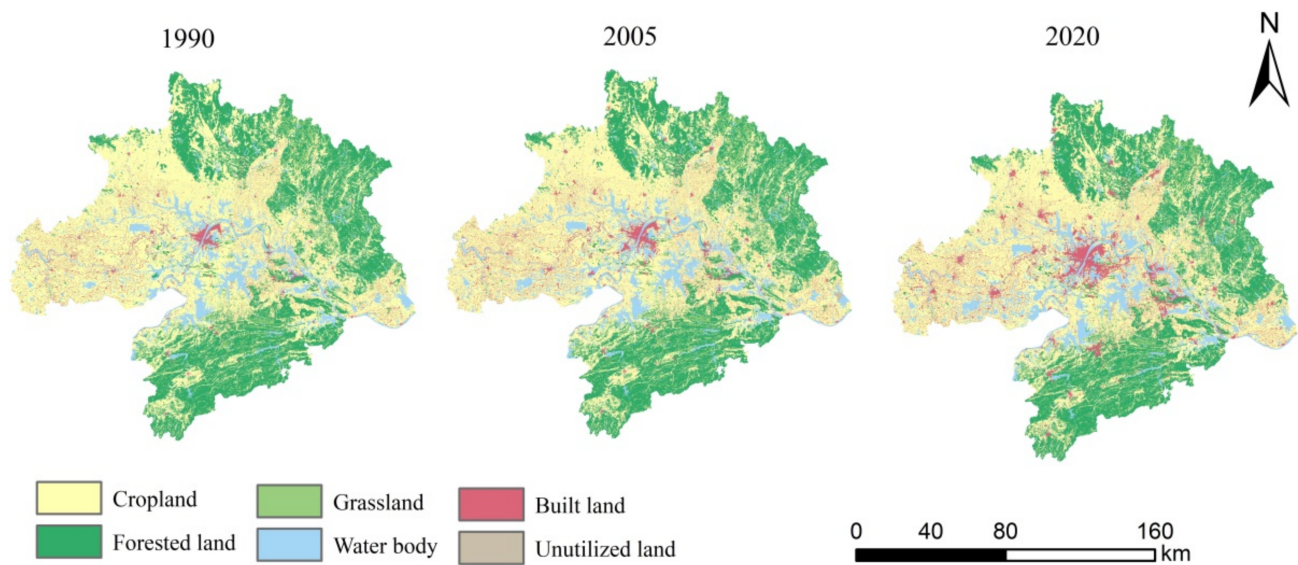 1990
2005
2020
N
Cropland
Grassland
Built land
Forested land
Water body
Unutilized land
0 40 80 160
km